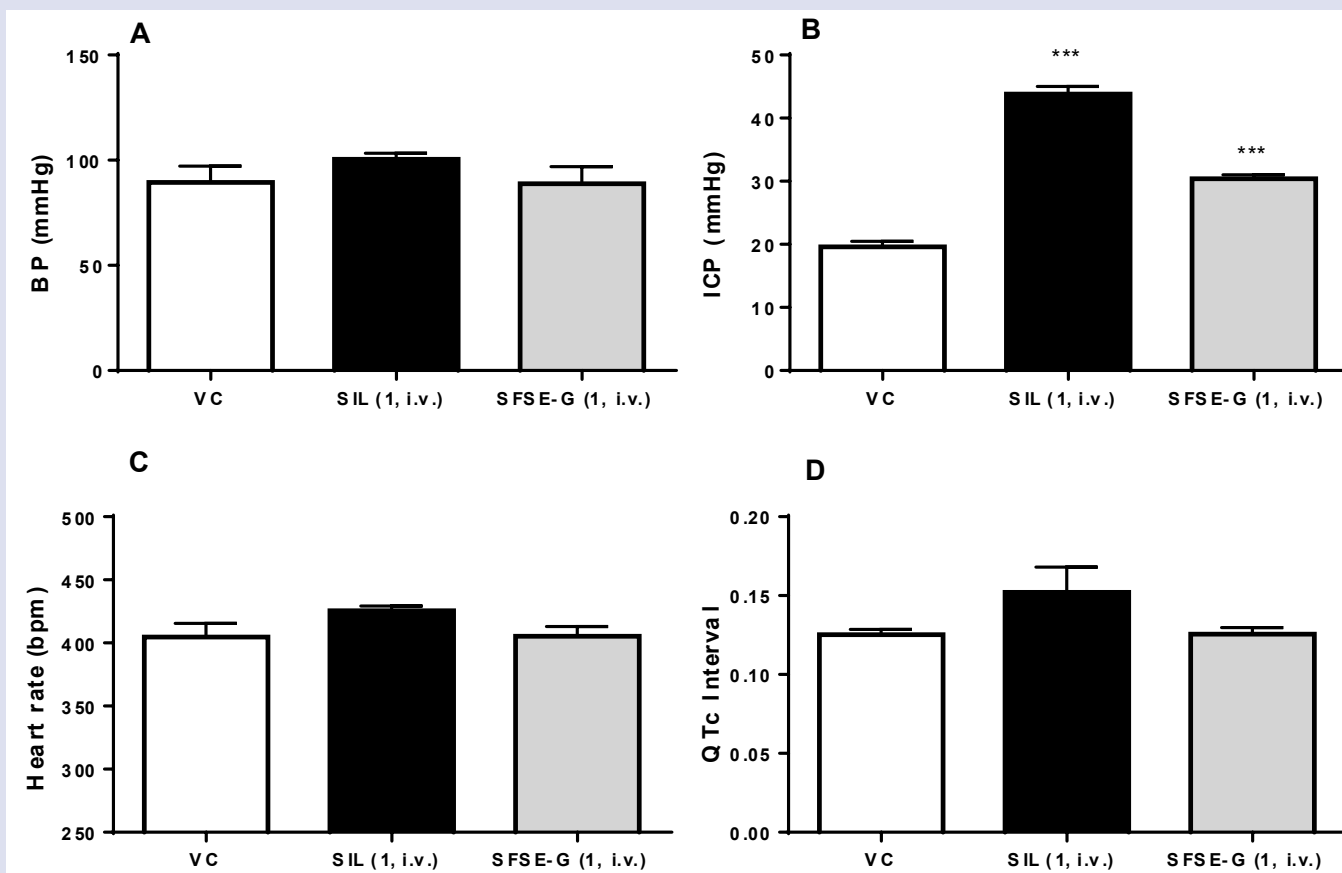 A
BP (mmHg)
150
100
50
0
VC
SIL (1, i.v.)
SFSE-G (1, i.v.)
B
ICP (mmHg)
50
40
30
20
10
0
***
***
VC
SIL (1, i.v.)
SFSE-G (1, i.v.)
C
Heart rate (bpm)
500
450
400
350
300
250
VC
SIL (1, i.v.)
SFSE-G (1, i.v.)
D
QTc Interval
0.20
0.15
0.10
0.05
0.00
VC
SIL (1, i.v.)
SFSE-G (1, i.v.)